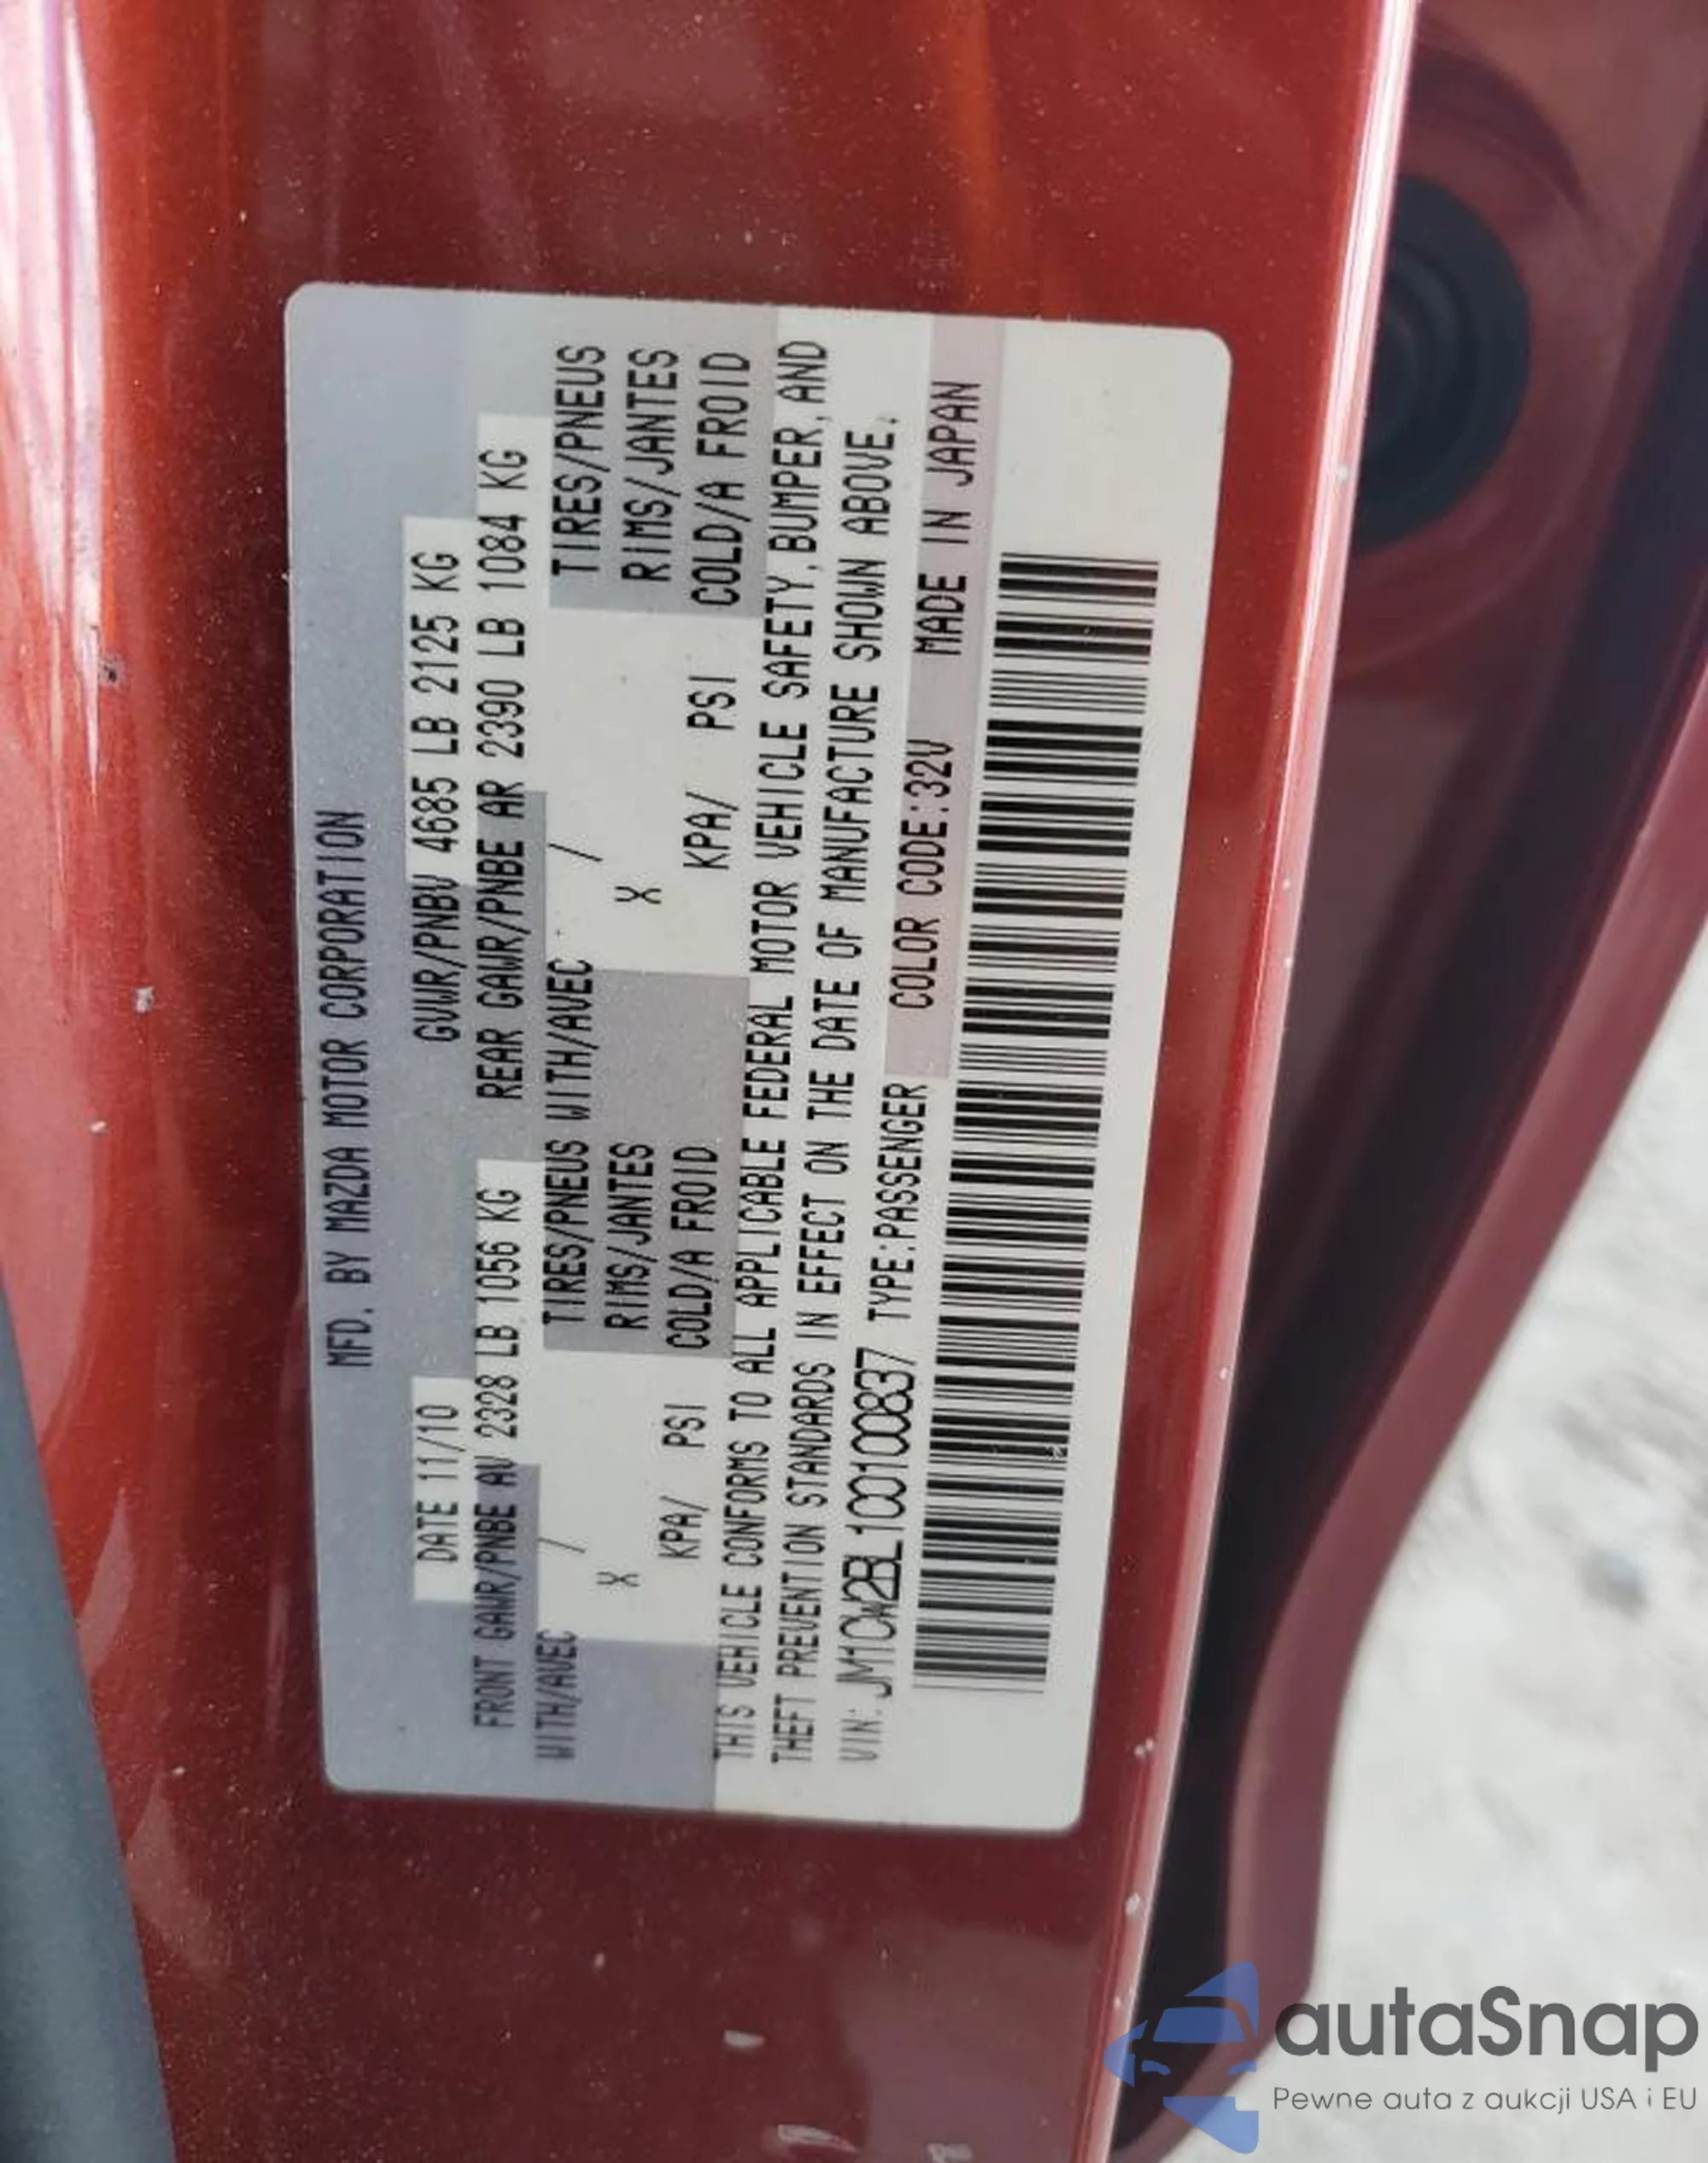 MFD. BY MAZDA MOTOR CORPORATION
DATE 11/10 GVWR/PNBV 4685 LB 2125 KG
FRONT GAWR/PNBE AV 2328 LB 1056 KG REAR GAWR/PNBE AR 2390 LB 1084 KG
WITH/AVEC / TIRES/PNEUS WITH/AVEC / TIRES/PNEUS
X RIMS/JANTES X RIMS/JANTES
KPA/ PSI COLD/A FROID KPA/ PSI COLD/A FROID
THIS VEHICLE CONFORMS TO ALL APPLICABLE FEDERAL MOTOR VEHICLE SAFETY, BUMPER, AND
THEFT PREVENTION STANDARDS IN EFFECT ON THE DATE OF MANUFACTURE SHOWN ABOVE.
VIN: JM1CW2BL1C0100837 TYPE:PASSENGER COLOR CODE:32V MADE IN JAPAN
autaSnap
Pewne auta z aukcji USA i EU